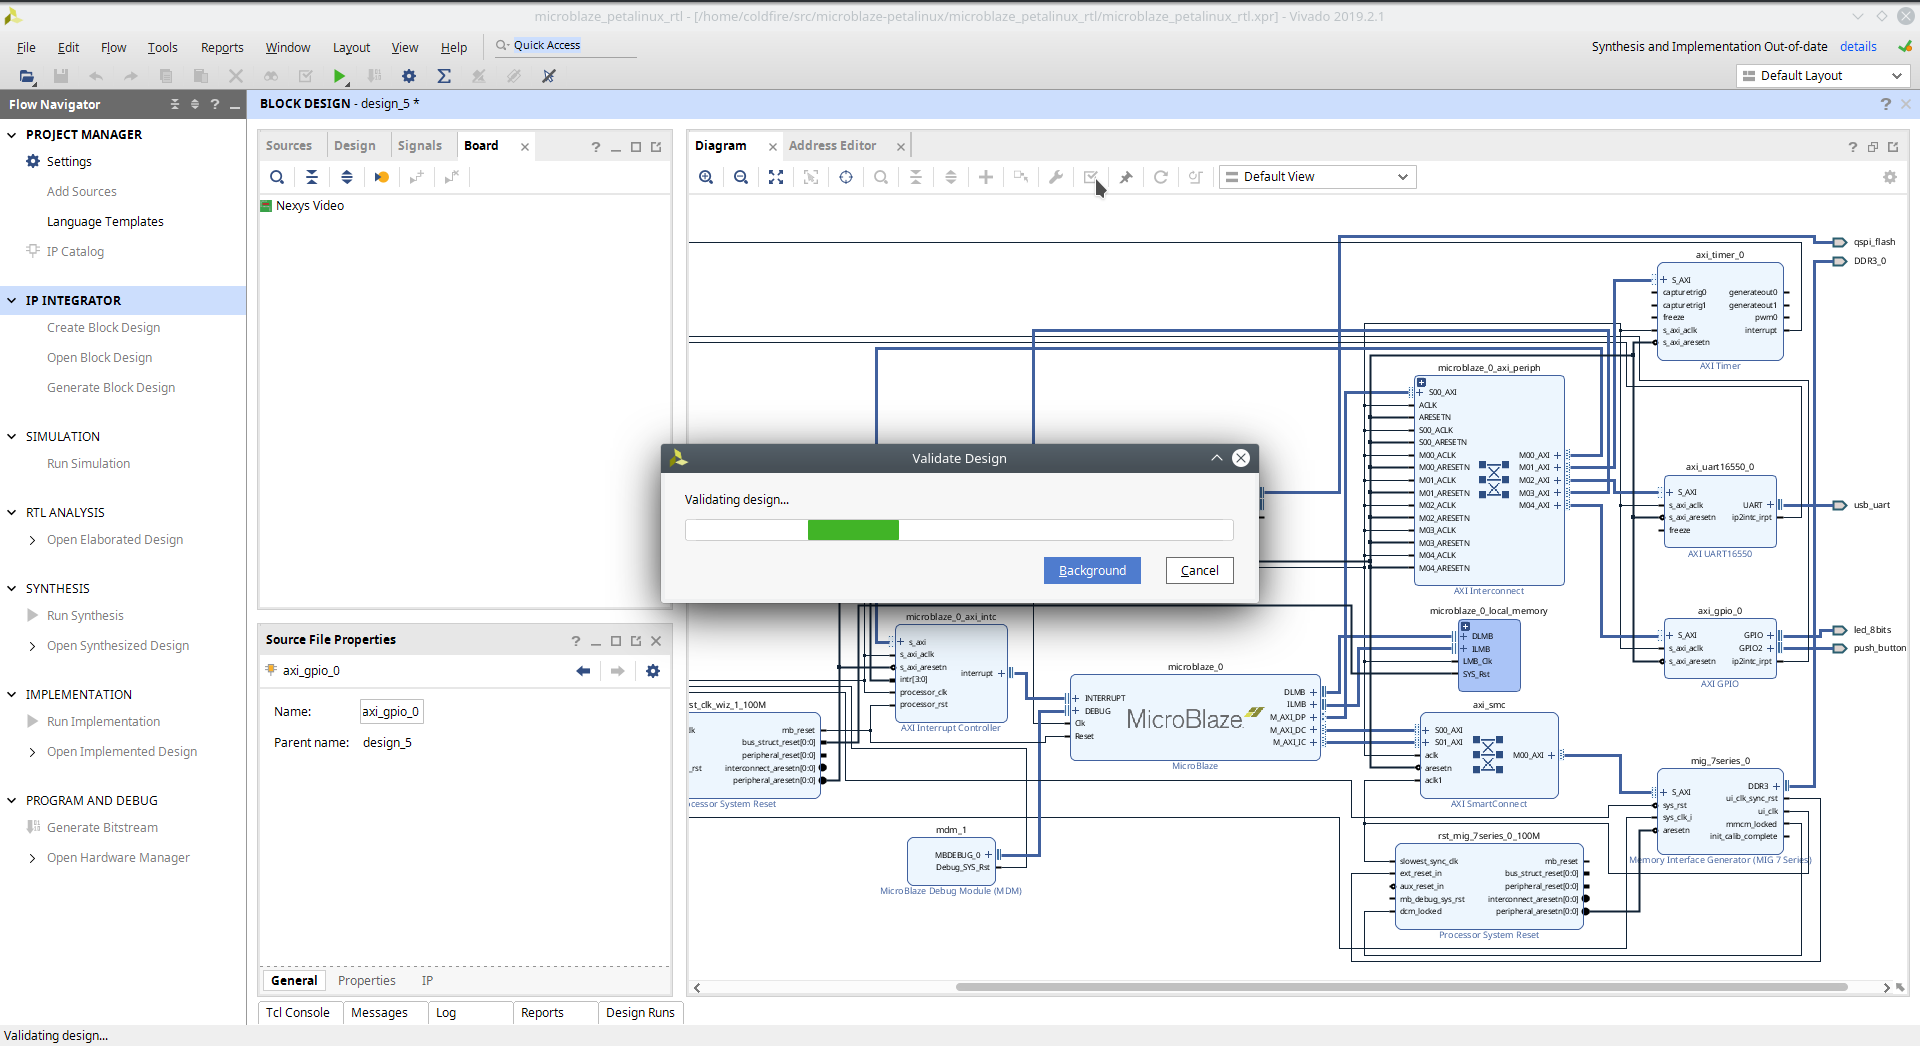 microblaze_petalinux_rtl - [/home/coldfire/src/microblaze-petalinux/microblaze_petalinux_rtl/microblaze_petalinux_rtl.xpr] - Vivado 2019.2.1
File Edit Flow Tools Reports Window Layout View Help Quick Access
Synthesis and Implementation Out-of-date details
Default Layout
Flow Navigator
BLOCK DESIGN - design_5 *
PROJECT MANAGER
Settings
Add Sources
Language Templates
IP Catalog
IP INTEGRATOR
Create Block Design
Open Block Design
Generate Block Design
SIMULATION
Run Simulation
RTL ANALYSIS
Open Elaborated Design
SYNTHESIS
Run Synthesis
Open Synthesized Design
IMPLEMENTATION
Run Implementation
Open Implemented Design
PROGRAM AND DEBUG
Generate Bitstream
Open Hardware Manager
Sources Design Signals Board
Nexys Video
Source File Properties
axi_gpio_0
Name: axi_gpio_0
Parent name: design_5
General Properties IP
Tcl Console Messages Log Reports Design Runs
Diagram Address Editor
Default View
qspi_flash
DDR3_0
axi_timer_0
S_AXI
capturetrig0 generateout0
capturetrig1 generateout1
freeze pwm0
s_axi_aclk interrupt
s_axi_aresetn
AXI Timer
microblaze_0_axi_periph
S00_AXI
ACLK
ARESETN
S00_ACLK
S00_ARESETN
M00_ACLK M00_AXI
M00_ARESETN M01_AXI
M01_ACLK M02_AXI
M01_ARESETN M03_AXI
M02_ACLK M04_AXI
M02_ARESETN
M03_ACLK
M03_ARESETN
M04_ACLK
M04_ARESETN
AXI Interconnect
axi_uart16550_0
S_AXI
s_axi_aclk UART
s_axi_aresetn ip2intc_irpt
freeze
AXI UART16550
usb_uart
Validate Design
Validating design...
Background Cancel
microblaze_0_local_memory
DLMB
ILMB
LMB_Clk
SYS_Rst
axi_gpio_0
S_AXI GPIO
s_axi_aclk GPIO2
s_axi_aresetn ip2intc_irpt
AXI GPIO
led_8bits
push_button
microblaze_0_axi_intc
s_axi
s_axi_aclk
s_axi_aresetn interrupt
intr[3:0]
processor_clk
processor_rst
AXI Interrupt Controller
microblaze_0
INTERRUPT DLMB
DEBUG ILMB
Clk M_AXI_DP
Reset M_AXI_DC
M_AXI_IC
MicroBlaze
MicroBlaze
st_clk_wiz_1_100M
lk mb_reset
bus_struct_reset[0:0]
peripheral_reset[0:0]
_rst interconnect_aresetn[0:0]
peripheral_aresetn[0:0]
cessor System Reset
axi_smc
S00_AXI
S01_AXI
aclk M00_AXI
aresetn
aclk1
AXI SmartConnect
mig_7series_0
S_AXI DDR3
sys_rst ui_clk_sync_rst
sys_clk_i ui_clk
aresetn mmcm_locked
init_calib_complete
Memory Interface Generator (MIG 7 Series)
mdm_1
MBDEBUG_0
Debug_SYS_Rst
MicroBlaze Debug Module (MDM)
rst_mig_7series_0_100M
slowest_sync_clk mb_reset
ext_reset_in bus_struct_reset[0:0]
aux_reset_in peripheral_reset[0:0]
mb_debug_sys_rst interconnect_aresetn[0:0]
dcm_locked peripheral_aresetn[0:0]
Processor System Reset
Validating design...